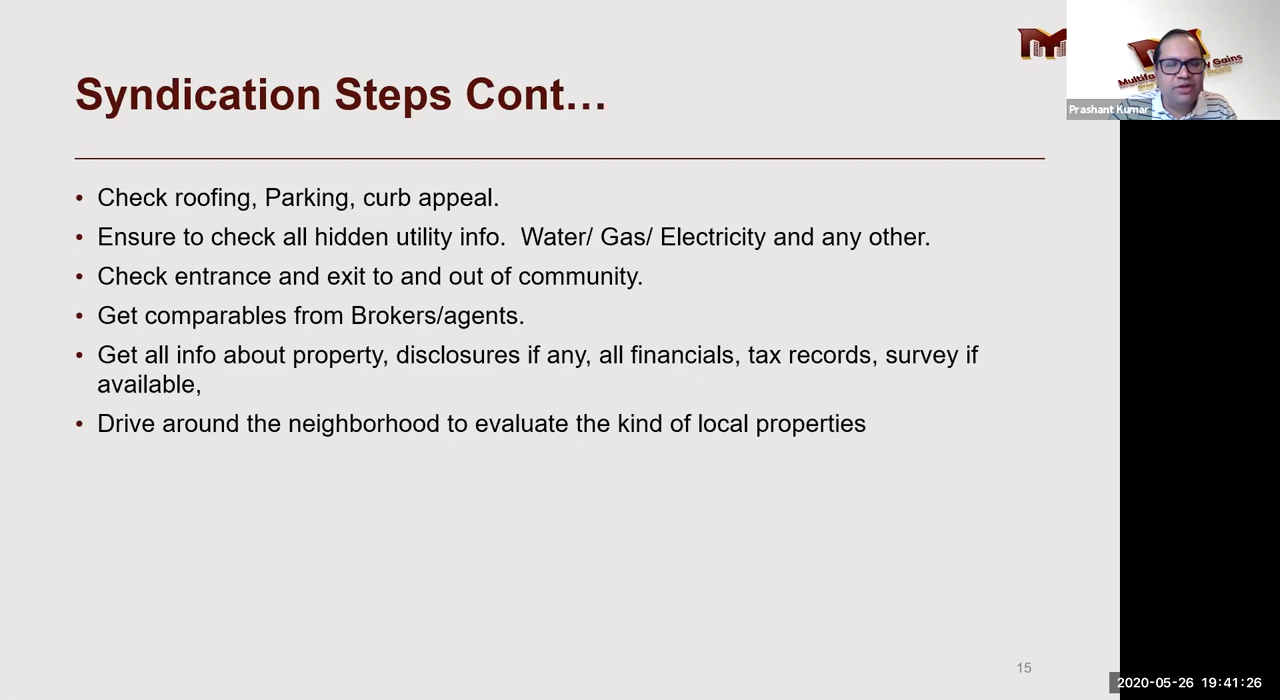 Syndication Steps Cont…
• Check roofing, Parking, curb appeal.
• Ensure to check all hidden utility info.  Water/ Gas/ Electricity and any other.
• Check entrance and exit to and out of community.
• Get comparables from Brokers/agents.
• Get all info about property, disclosures if any, all financials, tax records, survey if
available,
• Drive around the neighborhood to evaluate the kind of local properties
15
M
Gains
Prashant Kumar
2020-05-26 19:41:26